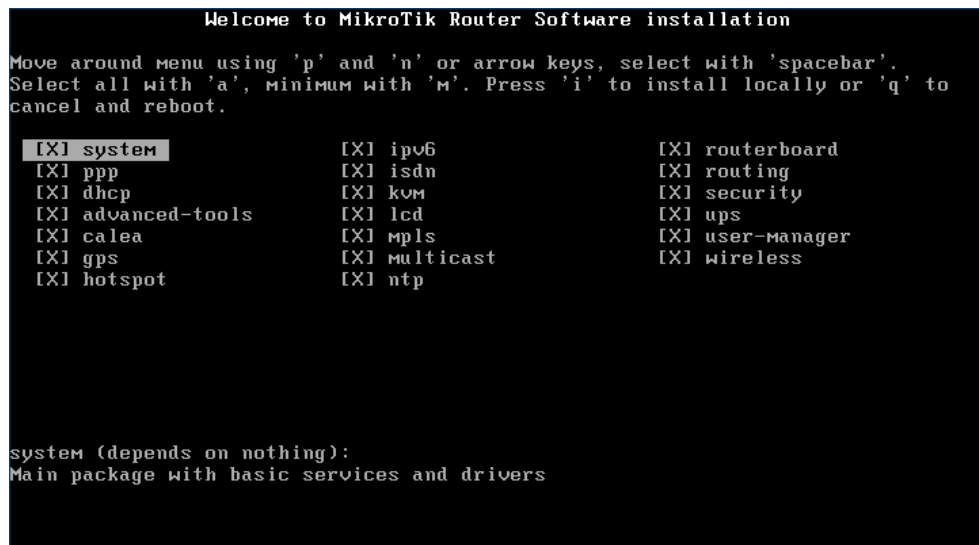 Welcome to MikroTik Router Software installation
Move around menu using 'p' and 'n' or arrow keys, select with 'spacebar'.
Select all with 'a', minimum with 'm'. Press 'i' to install locally or 'q' to
cancel and reboot.
[X] system [X] ipv6 [X] routerboard
[X] ppp [X] isdn [X] routing
[X] dhcp [X] kvm [X] security
[X] advanced-tools [X] lcd [X] ups
[X] calea [X] mpls [X] user-manager
[X] gps [X] multicast [X] wireless
[X] hotspot [X] ntp
system (depends on nothing):
Main package with basic services and drivers